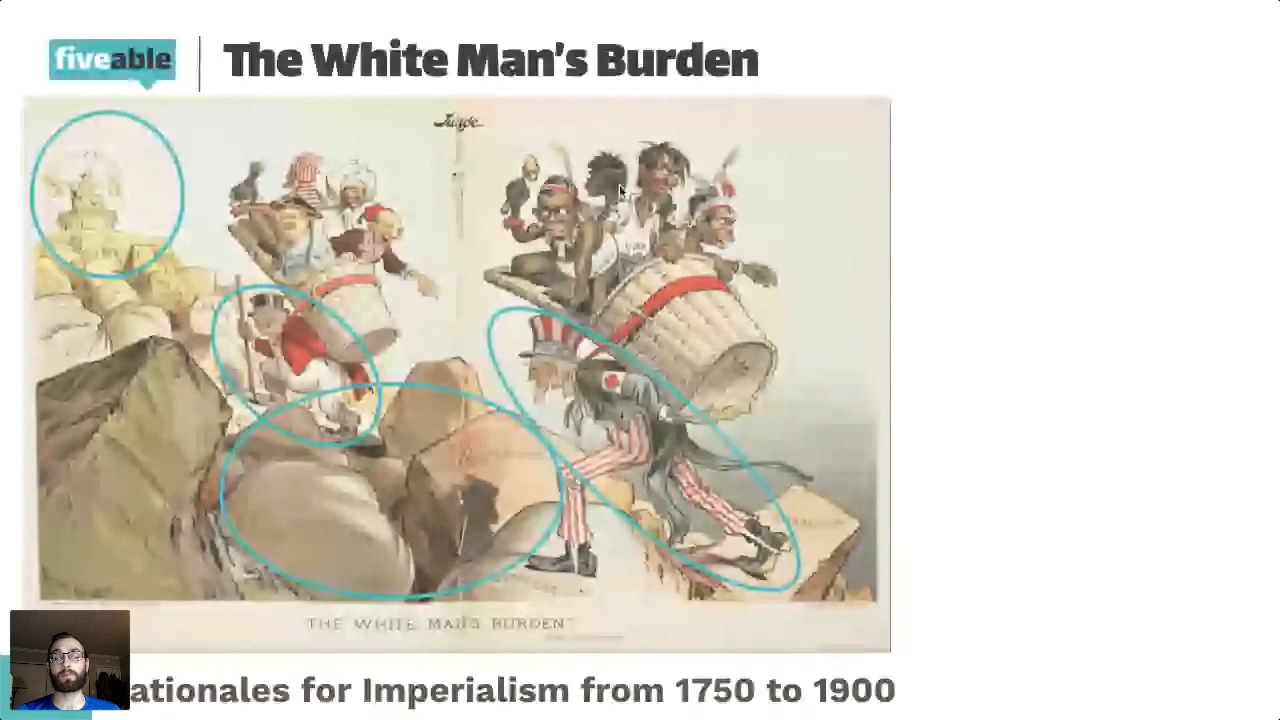 fiveable
The White Man's Burden
Judge
"THE WHITE MAN'S BURDEN"
ationales for Imperialism from 1750 to 1900